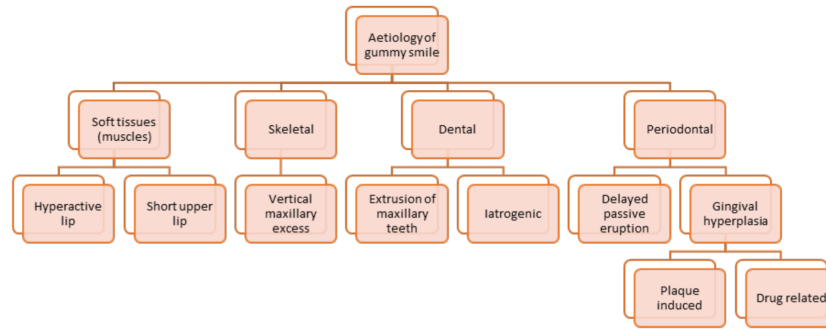 Aetiology of
gummy smile
Soft tissues
(muscles)
Skeletal
Dental
Periodontal
Hyperactive
lip
Short upper
lip
Vertical
maxillary
excess
Extrusion of
maxillary
teeth
Iatrogenic
Delayed
passive
eruption
Gingival
hyperplasia
Plaque
induced
Drug related